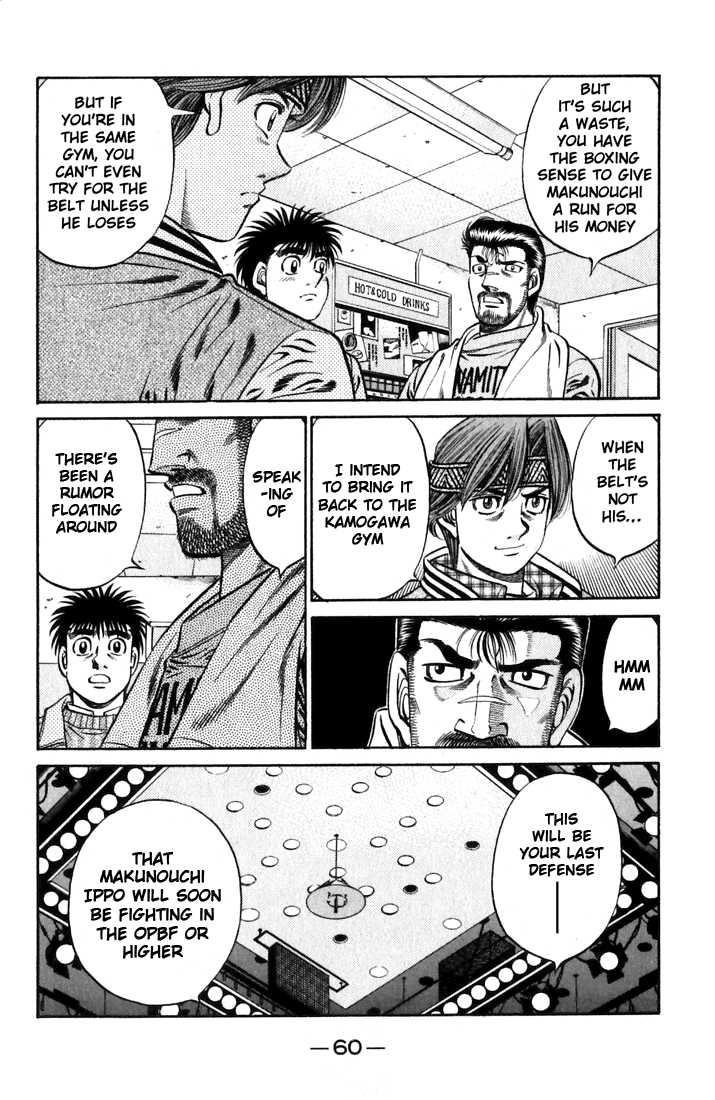 BUT
IT'S SUCH
A WASTE,
YOU HAVE
THE BOXING
SENSE TO GIVE
MAKUNOUCHI
A RUN FOR
HIS MONEY
BUT IF
YOU'RE IN
THE SAME
GYM, YOU
CAN'T EVEN
TRY FOR THE
BELT UNLESS
HE LOSES
HOT&COLD DRINKS
NAMIT
WHEN
THE
BELT'S
NOT
HIS...
I INTEND
TO BRING IT
BACK TO THE
KAMOGAWA
GYM
HMM
MM
SPEAK
-ING
OF
THERE'S
BEEN A
RUMOR
FLOATING
AROUND
AM
THIS
WILL BE
YOUR LAST
DEFENSE
THAT
MAKUNOUCHI
IPPO WILL SOON
BE FIGHTING IN
THE OPBF OR
HIGHER
—60—